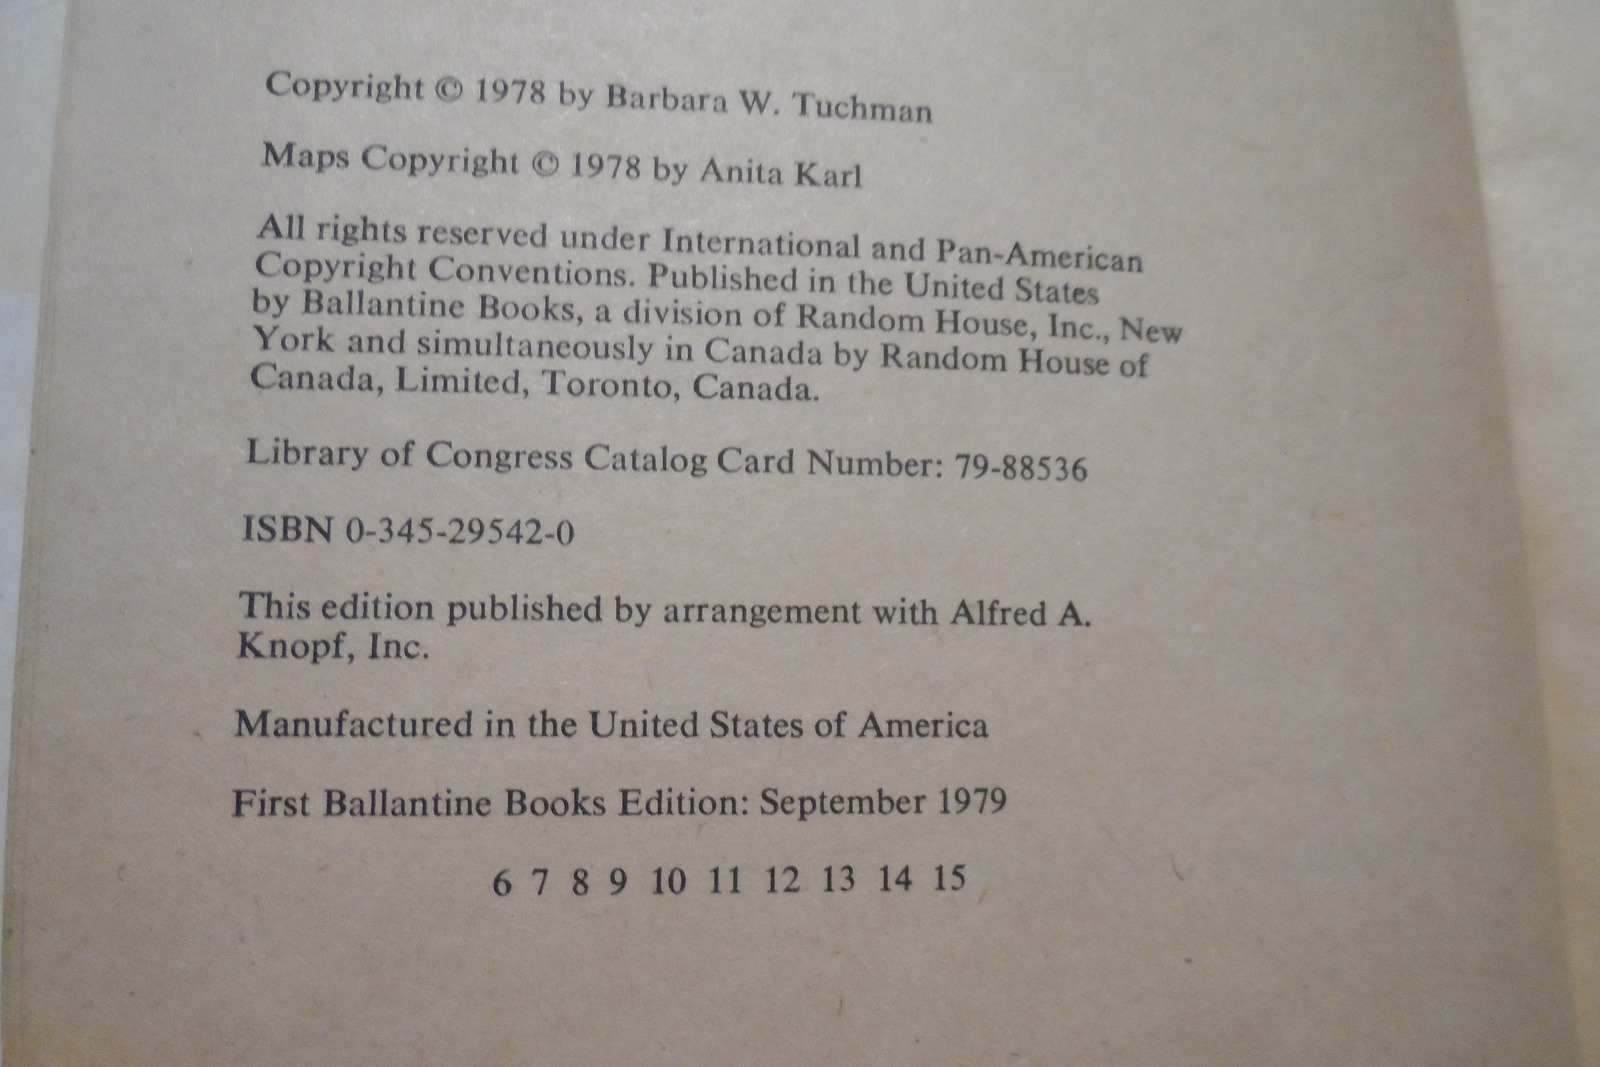 Copyright © 1978 by Barbara W. Tuchman
Maps Copyright © 1978 by Anita Karl
All rights reserved under International and Pan-American
Copyright Conventions. Published in the United States
by Ballantine Books, a division of Random House, Inc., New
York and simultaneously in Canada by Random House of
Canada, Limited, Toronto, Canada.
Library of Congress Catalog Card Number: 79-88536
ISBN 0-345-29542-0
This edition published by arrangement with Alfred A.
Knopf, Inc.
Manufactured in the United States of America
First Ballantine Books Edition: September 1979
6 7 8 9 10 11 12 13 14 15